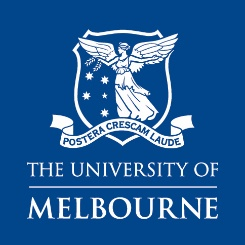 POSTERA CRESCAM LAUDE
THE UNIVERSITY OF
MELBOURNE